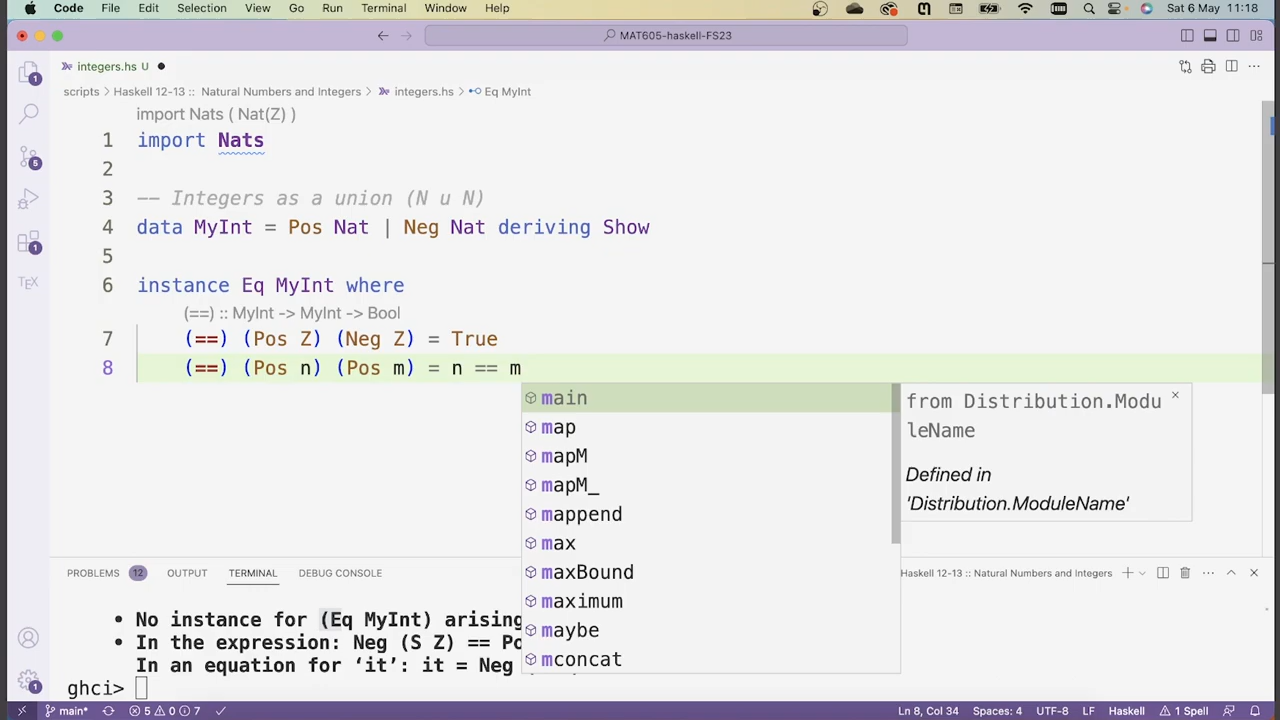 Code File Edit Selection View Go Run Terminal Window Help Sat 6 May 11:18
MAT605-haskell-FS23
integers.hs U
scripts > Haskell 12-13 :: Natural Numbers and Integers > integers.hs > Eq MyInt
import Nats ( Nat(Z) )
1 import Nats
2
3 -- Integers as a union (N u N)
4 data MyInt = Pos Nat | Neg Nat deriving Show
5
6 instance Eq MyInt where
(==) :: MyInt -> MyInt -> Bool
7 (==) (Pos Z) (Neg Z) = True
8 (==) (Pos n) (Pos m) = n == m
main
map
mapM
mapM_
mappend
max
maxBound
maximum
maybe
mconcat
from Distribution.Modu
leName
Defined in
'Distribution.ModuleName'
PROBLEMS 12 OUTPUT TERMINAL DEBUG CONSOLE Haskell 12-13 :: Natural Numbers and Integers
• No instance for (Eq MyInt) arising
• In the expression: Neg (S Z) == Po
In an equation for ‘it’: it = Neg
ghci>
main* 5 0 7 Ln 8, Col 34 Spaces: 4 UTF-8 LF Haskell 1 Spell